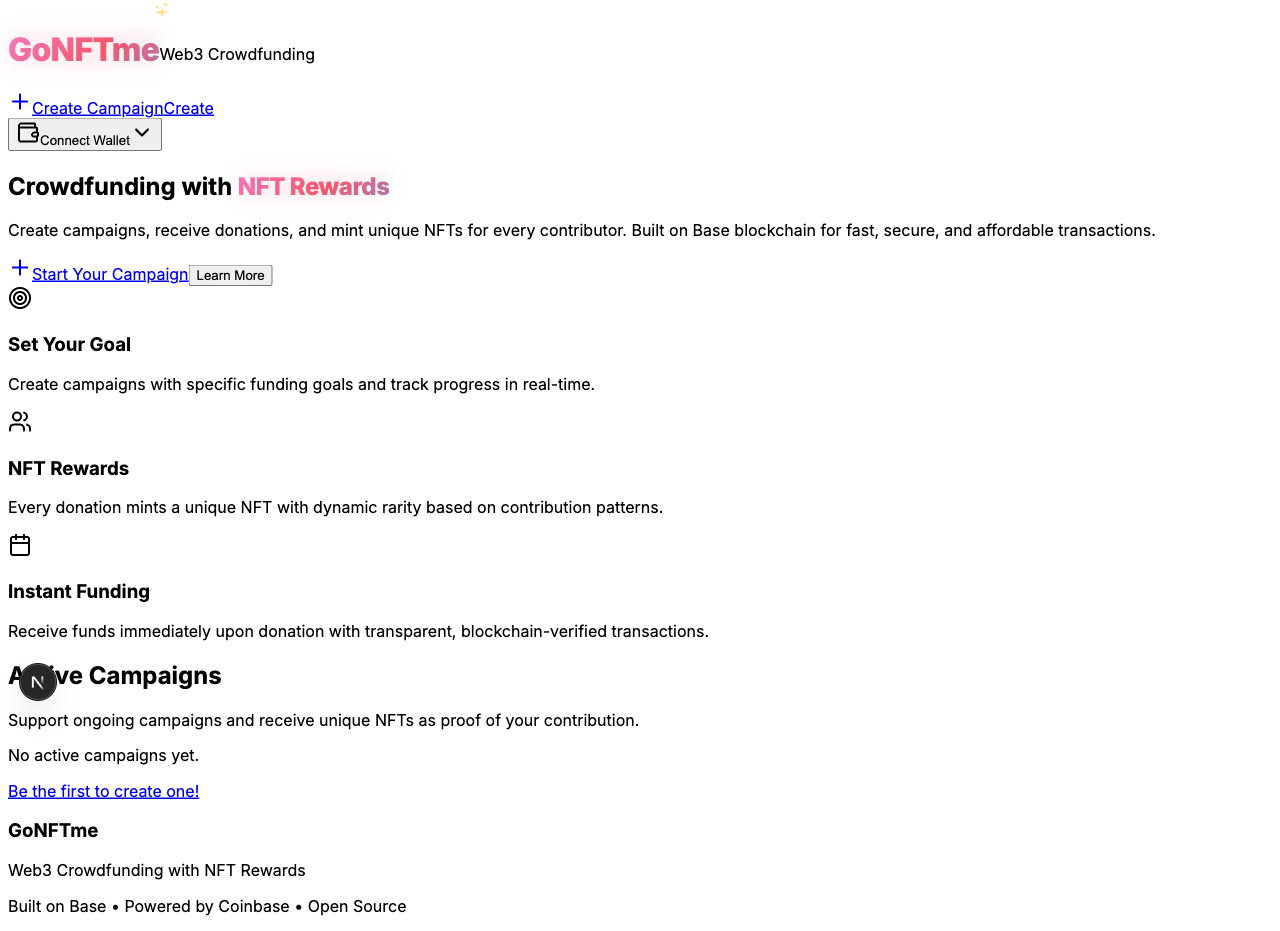 GoNFTme Web3 Crowdfunding
Create CampaignCreate
Connect Wallet
Crowdfunding with NFT Rewards
Create campaigns, receive donations, and mint unique NFTs for every contributor. Built on Base blockchain for fast, secure, and affordable transactions.
Start Your Campaign Learn More
Set Your Goal
Create campaigns with specific funding goals and track progress in real-time.
NFT Rewards
Every donation mints a unique NFT with dynamic rarity based on contribution patterns.
Instant Funding
Receive funds immediately upon donation with transparent, blockchain-verified transactions.
Active Campaigns
Support ongoing campaigns and receive unique NFTs as proof of your contribution.
No active campaigns yet.
Be the first to create one!
GoNFTme
Web3 Crowdfunding with NFT Rewards
Built on Base • Powered by Coinbase • Open Source